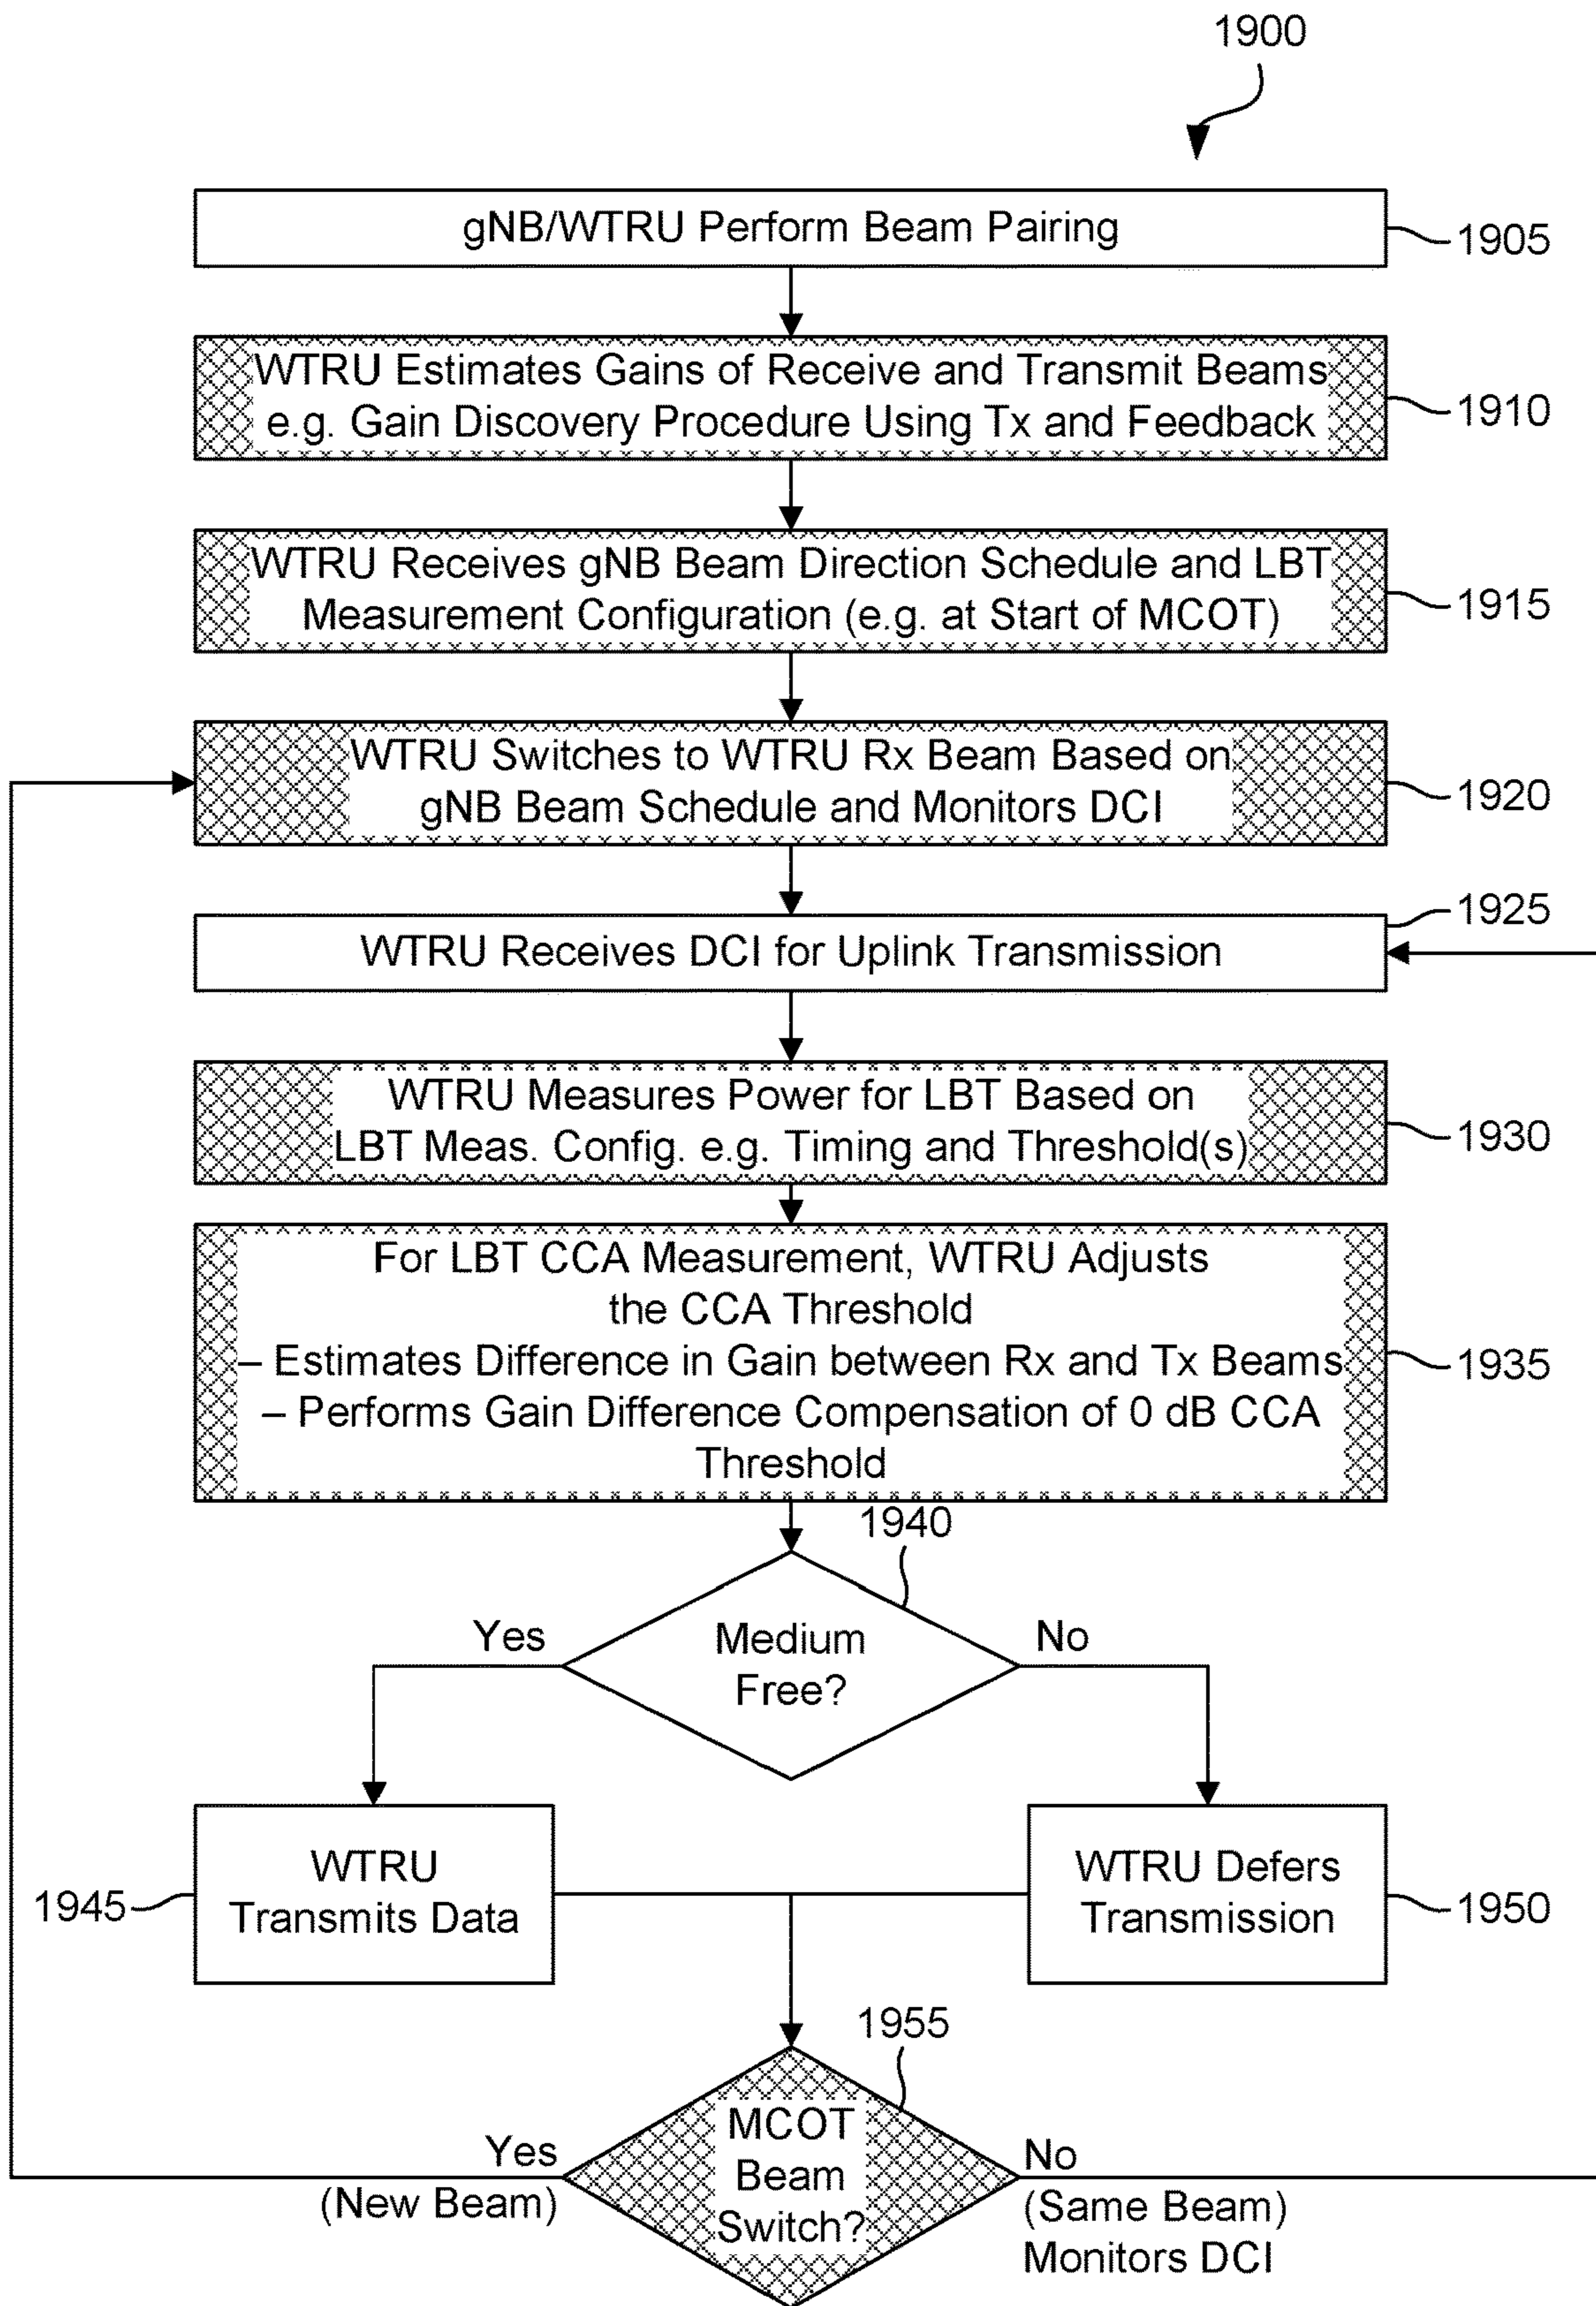 1900
gNB/WTRU Perform Beam Pairing
1905
WTRU Estimates Gains of Receive and Transmit Beams
e.g. Gain Discovery Procedure Using Tx and Feedback
1910
WTRU Receives gNB Beam Direction Schedule and LBT
Measurement Configuration (e.g. at Start of MCOT)
1915
WTRU Switches to WTRU Rx Beam Based on
gNB Beam Schedule and Monitors DCI
1920
1925
WTRU Receives DCI for Uplink Transmission
WTRU Measures Power for LBT Based on
LBT Meas. Config. e.g. Timing and Threshold(s)
1930
For LBT CCA Measurement, WTRU Adjusts
the CCA Threshold
– Estimates Difference in Gain between Rx and Tx Beams
– Performs Gain Difference Compensation of 0 dB CCA
Threshold
1935
1940
Yes
Medium
Free?
No
WTRU
Transmits Data
1945
WTRU Defers
Transmission
1950
1955
MCOT
Beam
Switch?
Yes
(New Beam)
No
(Same Beam)
Monitors DCI